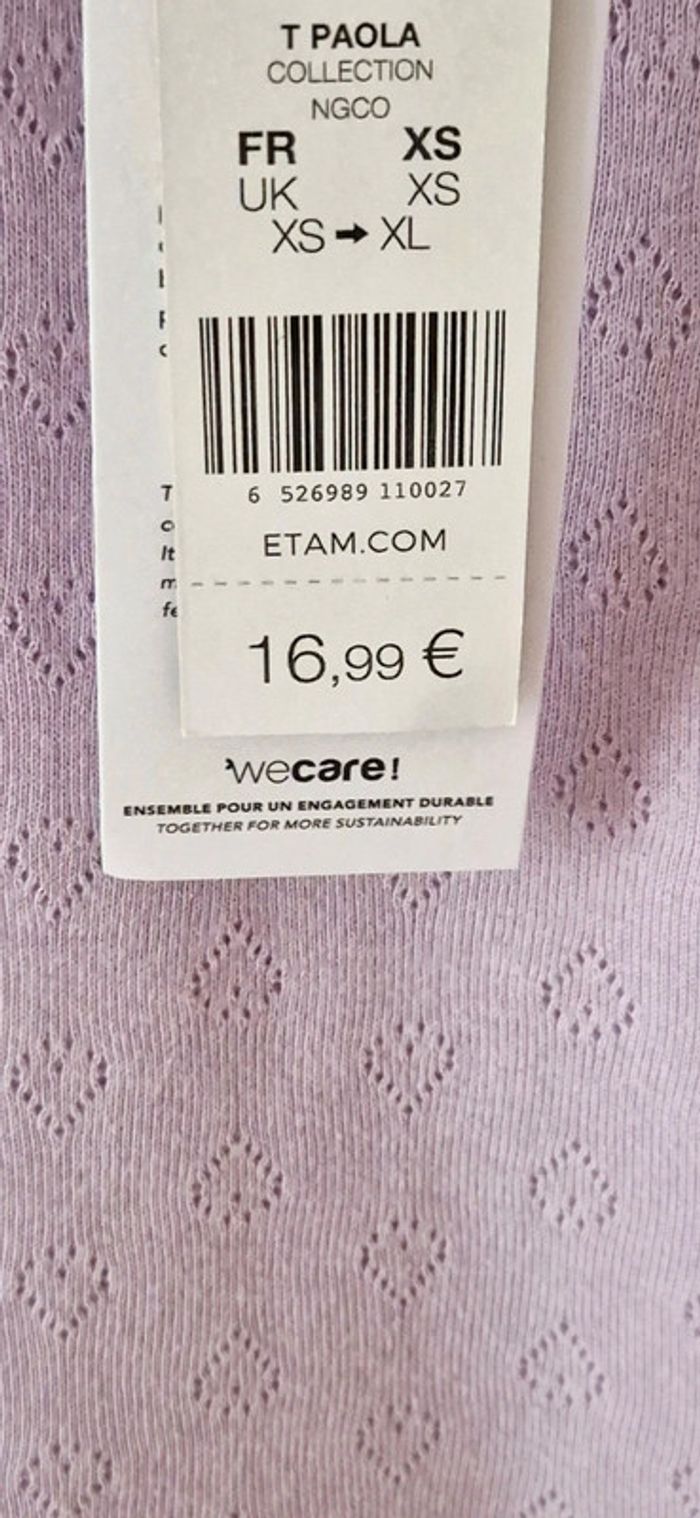 T PAOLA
COLLECTION
NGCO
FR XS
UK XS
XS → XL
6 526989 110027
ETAM.COM
16,99 €
It
wecare!
ENSEMBLE POUR UN ENGAGEMENT DURABLE
TOGETHER FOR MORE SUSTAINABILITY